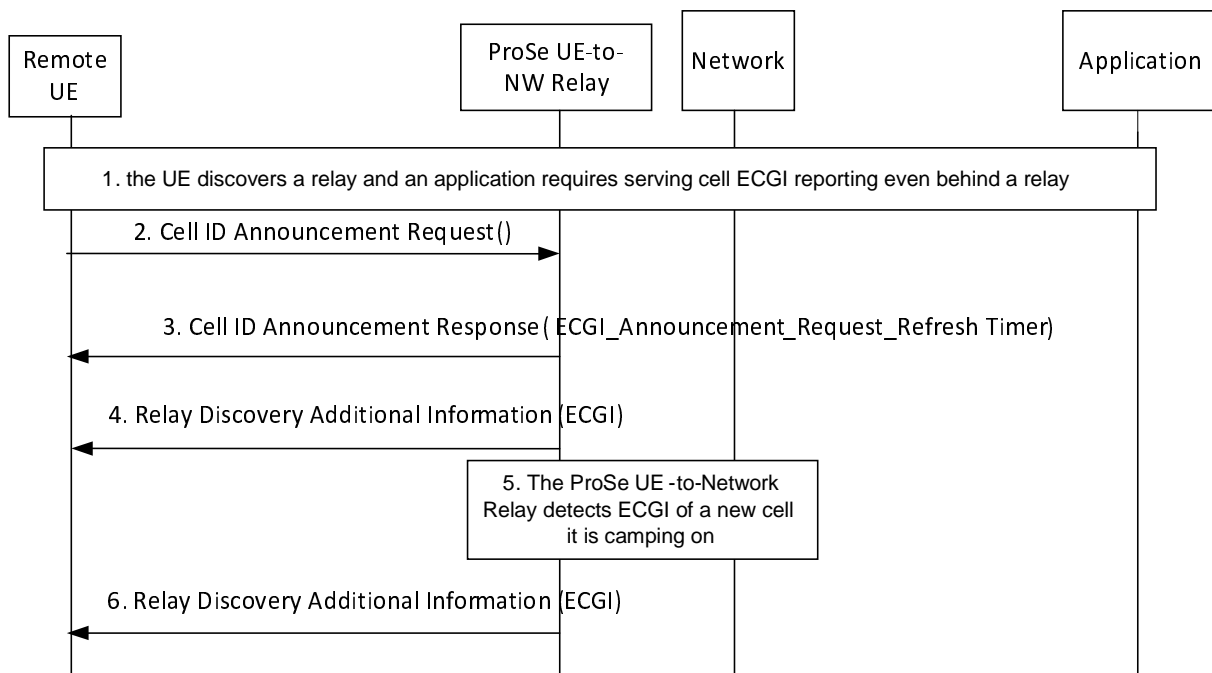 Remote
UE
ProSe UE-to-
NW Relay
Network
Application
1. the UE discovers a relay and an application requires serving cell ECGI reporting even behind a relay
2. Cell ID Announcement Request()
3. Cell ID Announcement Response( ECGI_Announcement_Request_Refresh Timer)
4. Relay Discovery Additional Information (ECGI)
5. The ProSe UE -to-Network
Relay detects ECGI of a new cell
it is camping on
6. Relay Discovery Additional Information (ECGI)